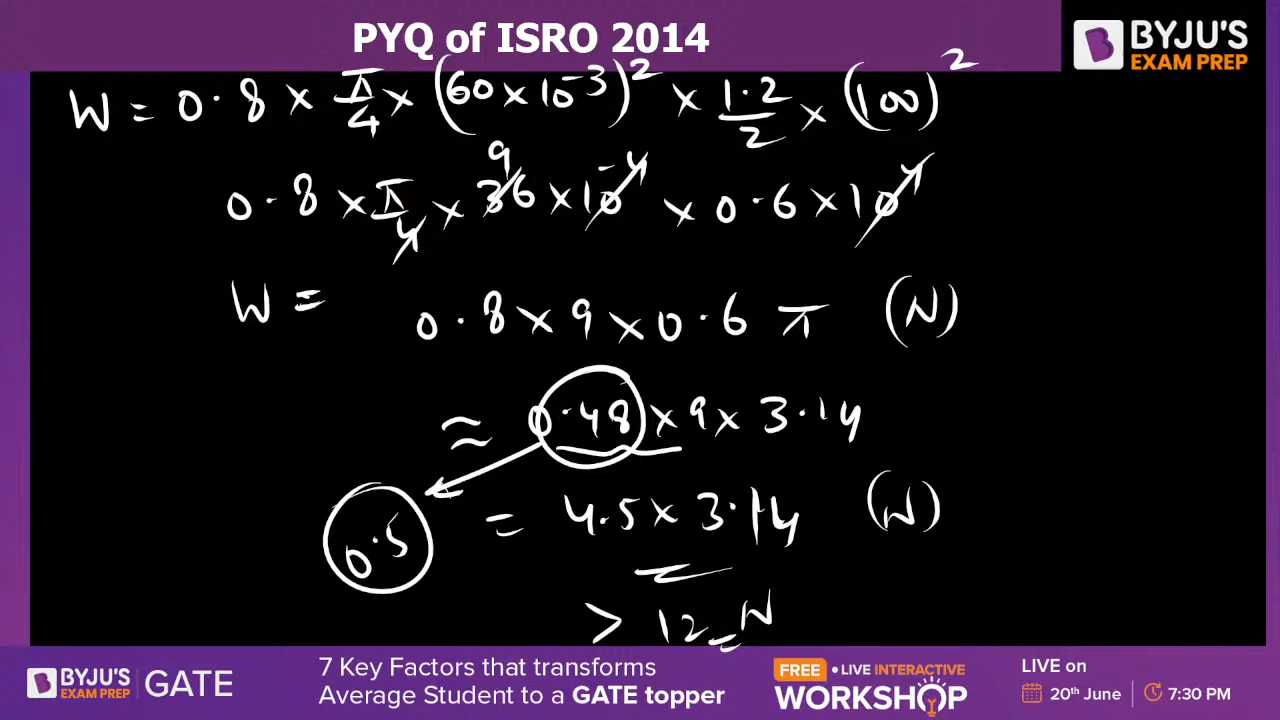 PYQ of ISRO 2014
BYJU'S
EXAM PREP
W = 0.8 × π/4 × (60×10⁻³)² × 1.2/2 × (100)²
0.8 × π/4 × 36 × 10⁻⁴ × 0.6 × 10⁴
9
W = 0.8 × 9 × 0.6 π (N)
≈ 0.48 × 9 × 3.14
0.5
= 4.5 × 3.14 (N)
> 12 N
BYJU'S
EXAM PREP
GATE
7 Key Factors that transforms
Average Student to a GATE topper
FREE • LIVE INTERACTIVE
WORKSHOP
LIVE on
20th June
7:30 PM